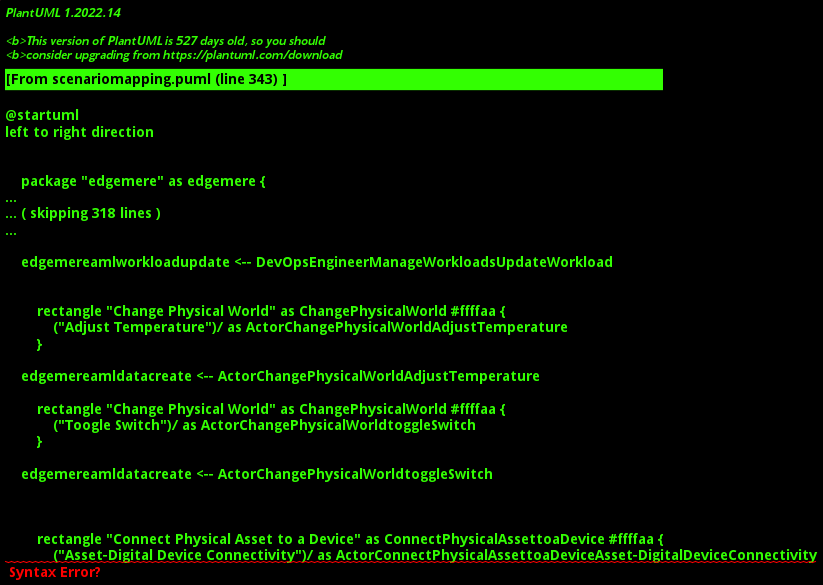 PlantUML 1.2022.14
<b>This version of PlantUML is 527 days old, so you should
<b>consider upgrading from https://plantuml.com/download
[From scenariomapping.puml (line 343) ]
@startuml
left to right direction
package "edgemere" as edgemere {
...
... ( skipping 318 lines )
...
edgemereamlworkloadupdate <-- DevOpsEngineerManageWorkloadsUpdateWorkload
rectangle "Change Physical World" as ChangePhysicalWorld #ffffaa {
("Adjust Temperature")/ as ActorChangePhysicalWorldAdjustTemperature
}
edgemereamldatacreate <-- ActorChangePhysicalWorldAdjustTemperature
rectangle "Change Physical World" as ChangePhysicalWorld #ffffaa {
("Toogle Switch")/ as ActorChangePhysicalWorldtoggleSwitch
}
edgemereamldatacreate <-- ActorChangePhysicalWorldtoggleSwitch
rectangle "Connect Physical Asset to a Device" as ConnectPhysicalAssettoaDevice #ffffaa {
("Asset-Digital Device Connectivity")/ as ActorConnectPhysicalAssettoaDeviceAsset-DigitalDeviceConnectivity
Syntax Error?